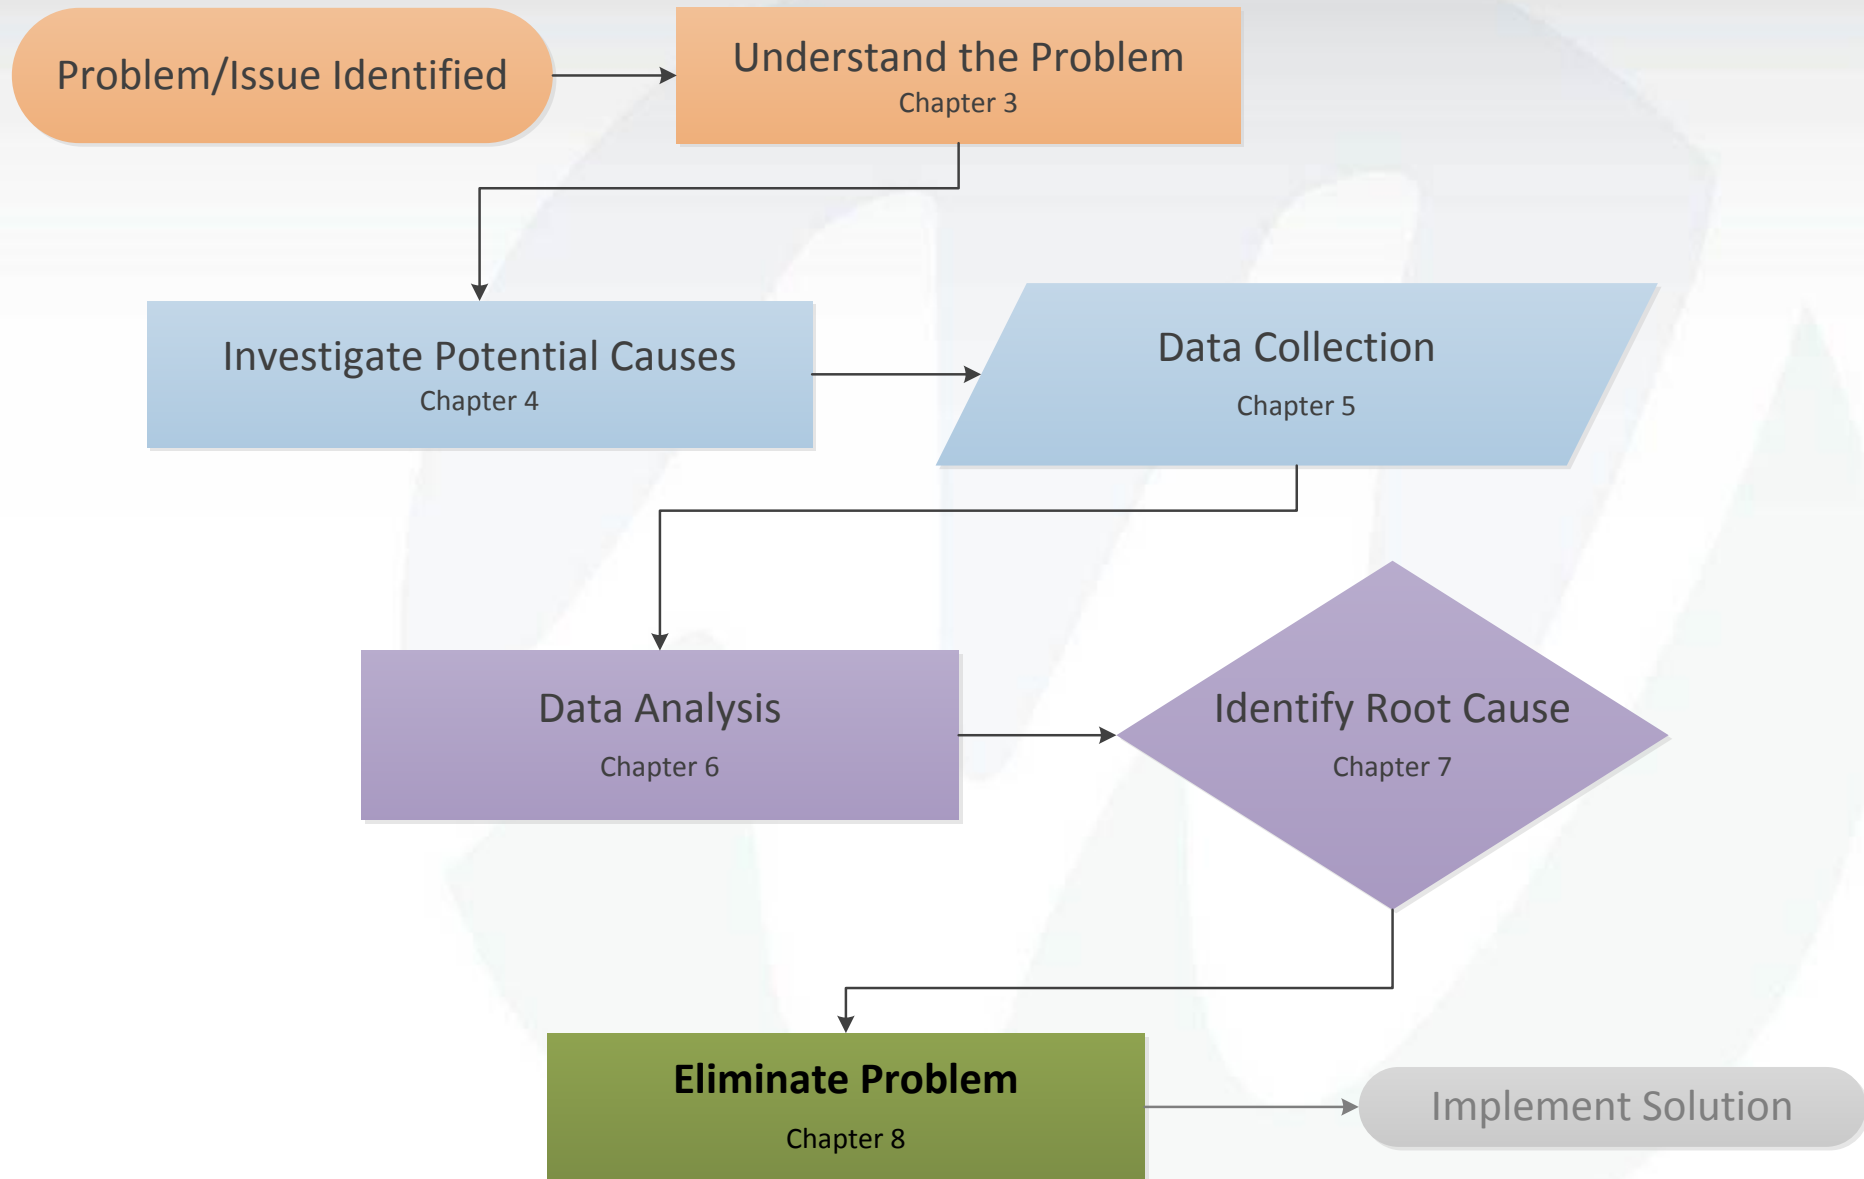 Problem/Issue Identified
Understand the Problem
Chapter 3
Investigate Potential Causes
Chapter 4
Data Collection
Chapter 5
Data Analysis
Chapter 6
Identify Root Cause
Chapter 7
Eliminate Problem
Chapter 8
Implement Solution